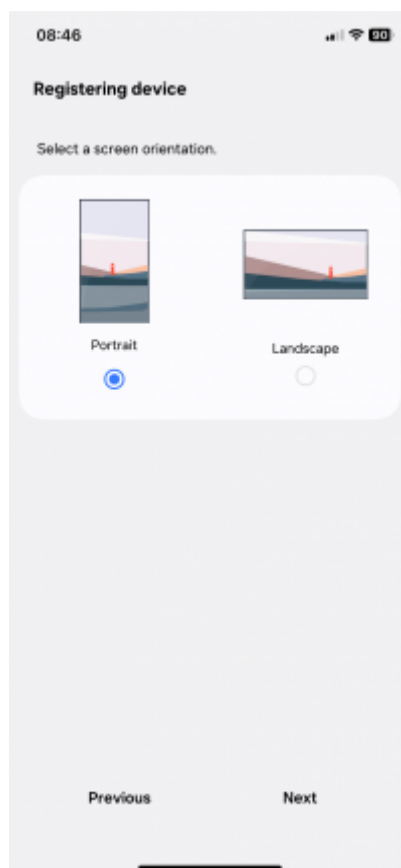 08:46
90
Registering device
Select a screen orientation.
Portrait
Landscape
Previous
Next